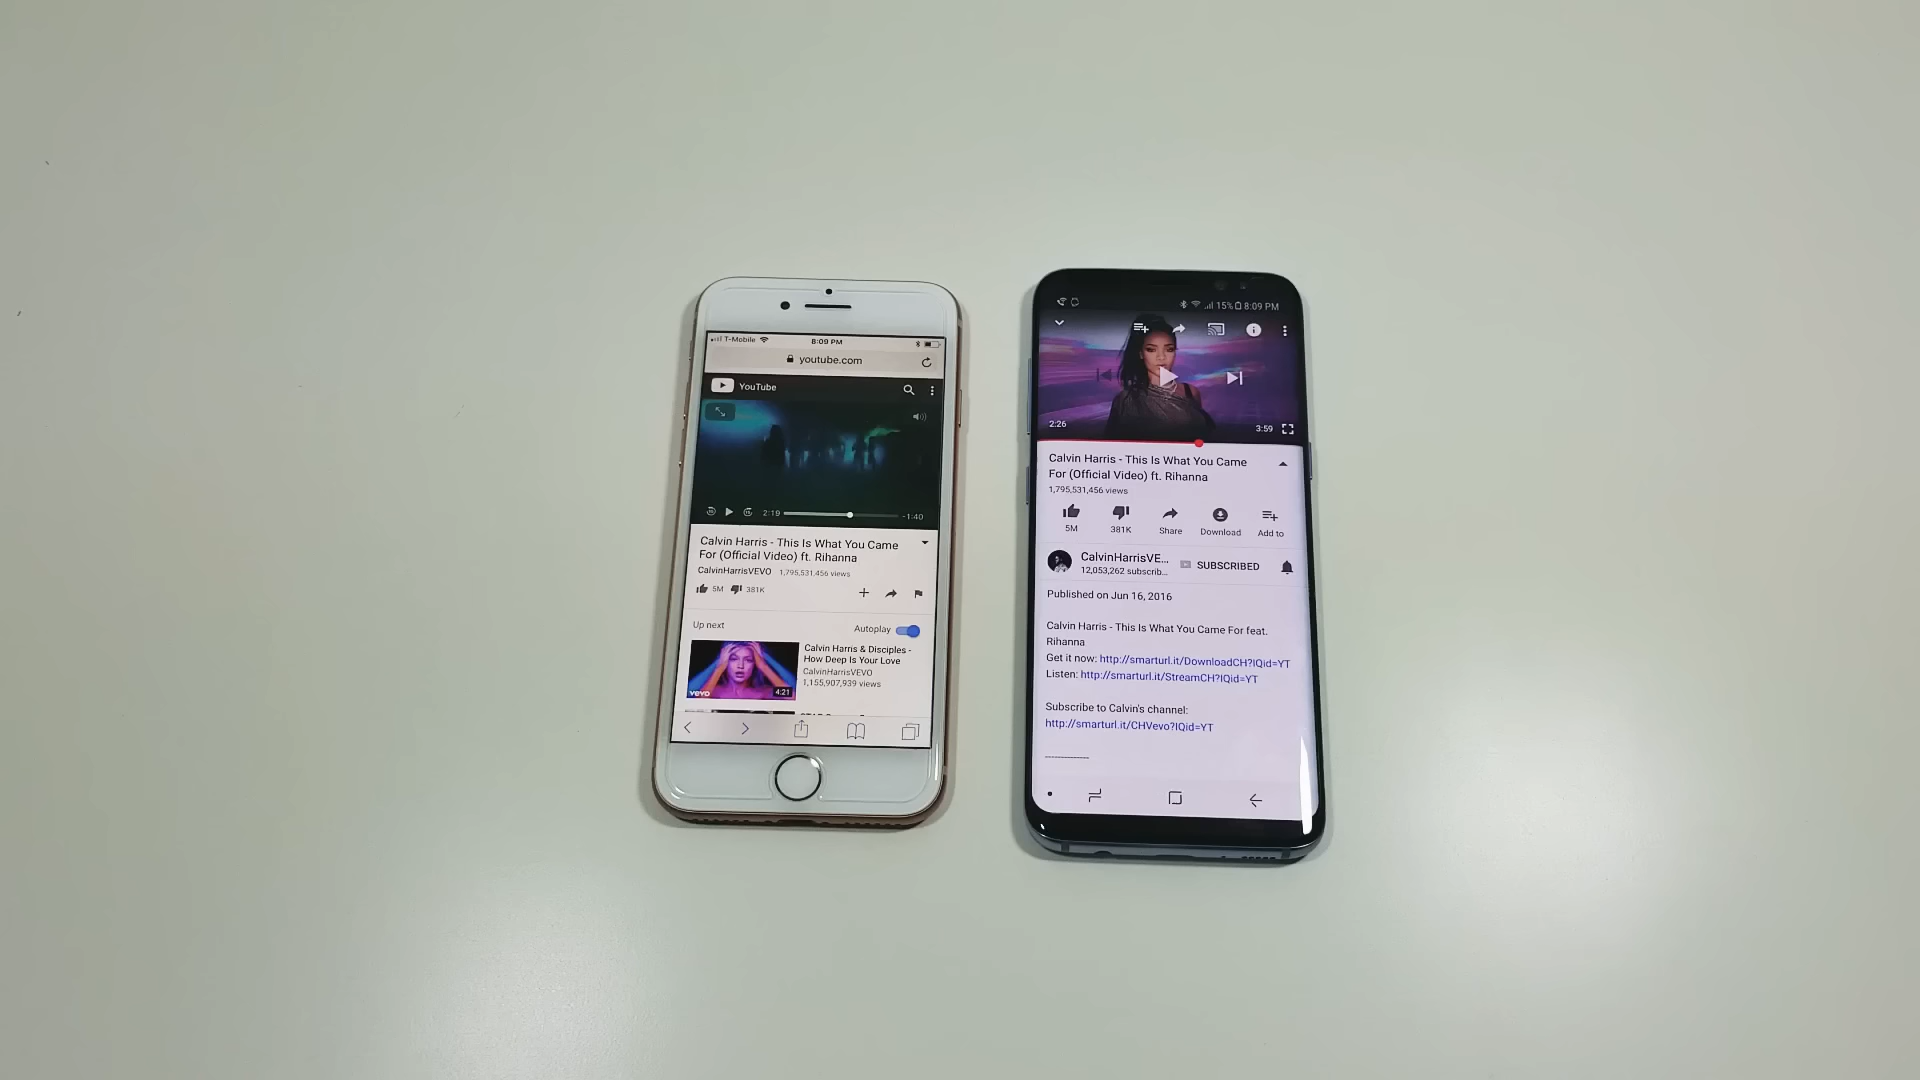 T-Mobile
8:09 PM
youtube.com
YouTube
2:19
-1:40
Calvin Harris - This Is What You Came
For (Official Video) ft. Rihanna
CalvinHarrisVEVO 1,795,531,456 views
5M 381K
Up next
Autoplay
Calvin Harris & Disciples -
How Deep Is Your Love
CalvinHarrisVEVO
1,155,907,939 views
vevo
4:21
15% 8:09 PM
2:26
3:59
Calvin Harris - This Is What You Came
For (Official Video) ft. Rihanna
1,795,531,456 views
5M
381K
Share
Download
Add to
CalvinHarrisVE...
12,053,262 subscrib...
SUBSCRIBED
Published on Jun 16, 2016
Calvin Harris - This Is What You Came For feat.
Rihanna
Get it now: http://smarturl.it/DownloadCH?IQid=YT
Listen: http://smarturl.it/StreamCH?IQid=YT
Subscribe to Calvin's channel:
http://smarturl.it/CHVevo?IQid=YT
---------------